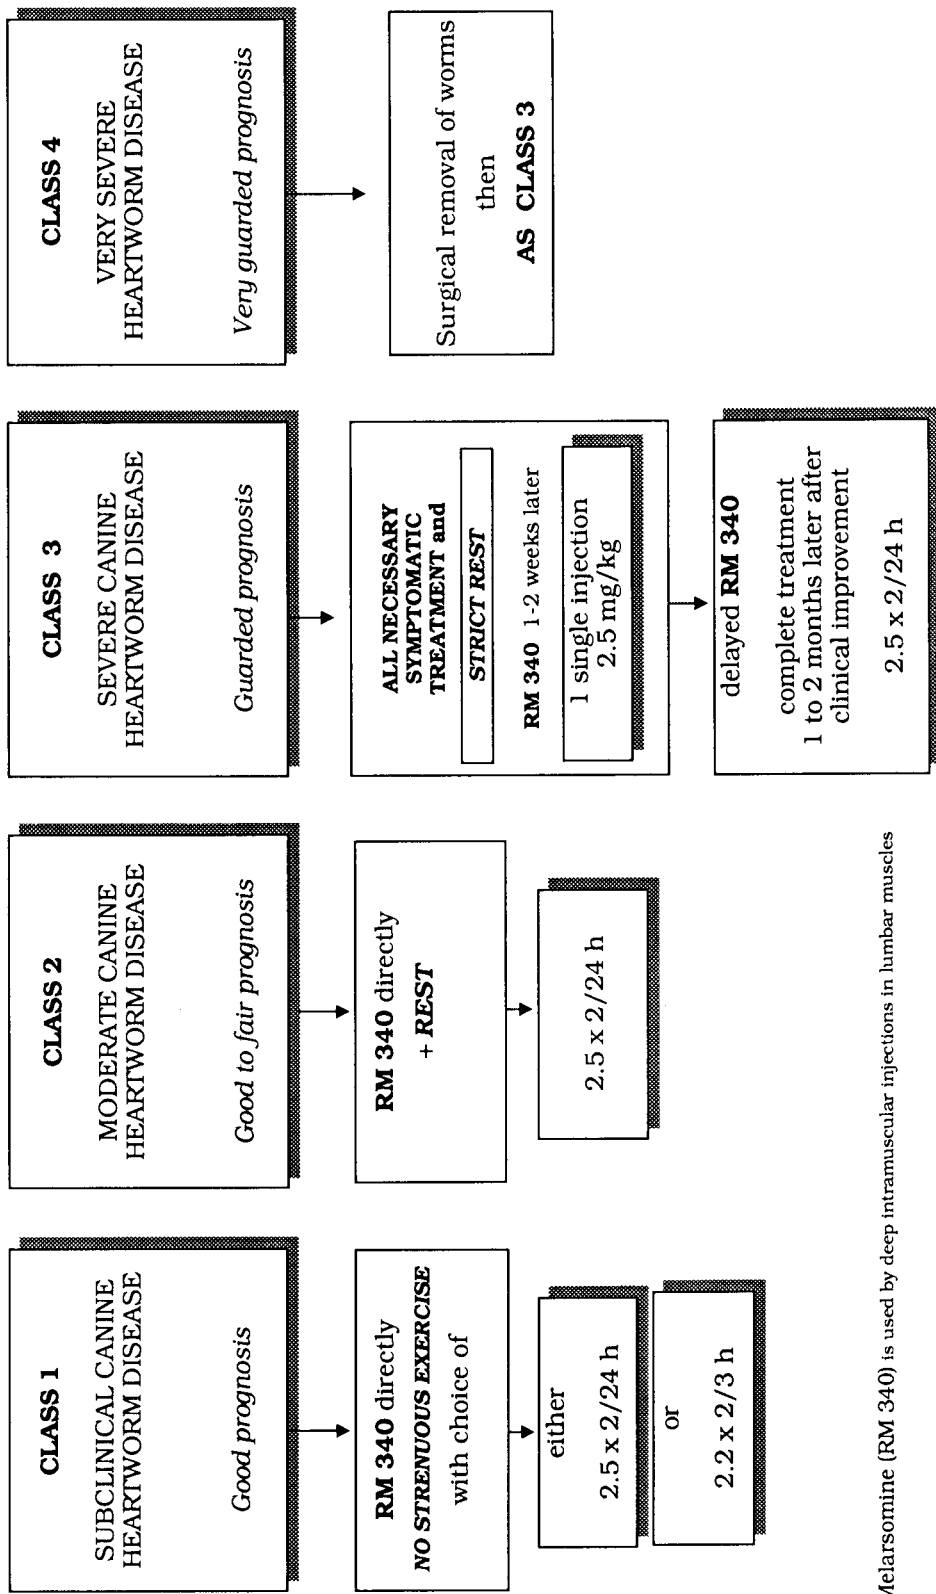 CLASS 1
SUBCLINICAL CANINE
HEARTWORM DISEASE
Good prognosis
RM 340 directly
NO STRENUOUS EXERCISE
with choice of
either
2.5 x 2/24 h
or
2.2 x 2/3 h
CLASS 2
MODERATE CANINE
HEARTWORM DISEASE
Good to fair prognosis
RM 340 directly
+ REST
2.5 x 2/24 h
CLASS 3
SEVERE CANINE
HEARTWORM DISEASE
Guarded prognosis
ALL NECESSARY
SYMPTOMATIC
TREATMENT and
STRICT REST
RM 340 1-2 weeks later
1 single injection
2.5 mg/kg
delayed RM 340
complete treatment
1 to 2 months later after
clinical improvement
2.5 x 2/24 h
CLASS 4
VERY SEVERE
HEARTWORM DISEASE
Very guarded prognosis
Surgical removal of worms
then
AS CLASS 3
Melarsomine (RM 340) is used by deep intramuscular injections in lumbar muscles